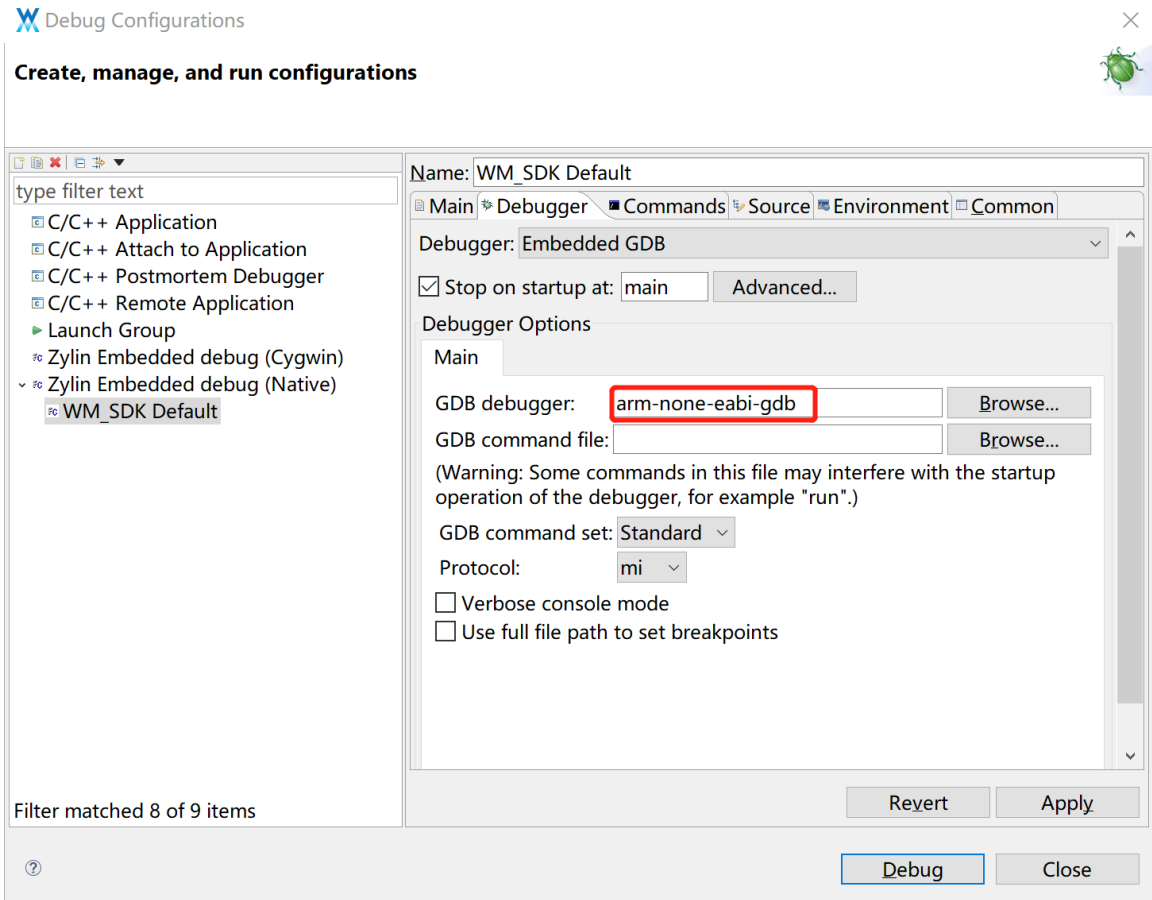 Debug Configurations
Create, manage, and run configurations
type filter text
C/C++ Application
C/C++ Attach to Application
C/C++ Postmortem Debugger
C/C++ Remote Application
Launch Group
Zylin Embedded debug (Cygwin)
Zylin Embedded debug (Native)
WM_SDK Default
Filter matched 8 of 9 items
Name: WM_SDK Default
Main Debugger Commands Source Environment Common
Debugger: Embedded GDB
Stop on startup at: main Advanced...
Debugger Options
Main
GDB debugger: arm-none-eabi-gdb Browse...
GDB command file: Browse...
(Warning: Some commands in this file may interfere with the startup
operation of the debugger, for example "run".)
GDB command set: Standard
Protocol: mi
Verbose console mode
Use full file path to set breakpoints
Revert Apply
Debug Close